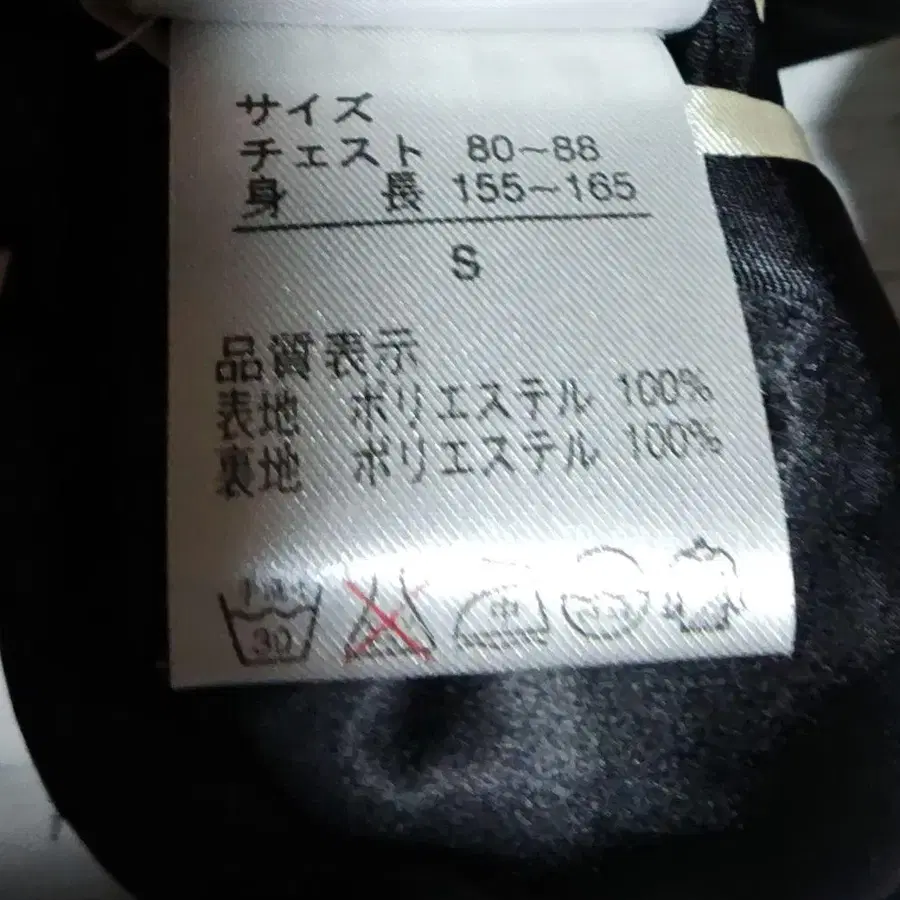 サイズ
チェスト 80~88
身 長 155~165
S
品質表示
表地 ポリエステル 100%
裏地 ポリエステル 100%
30 中